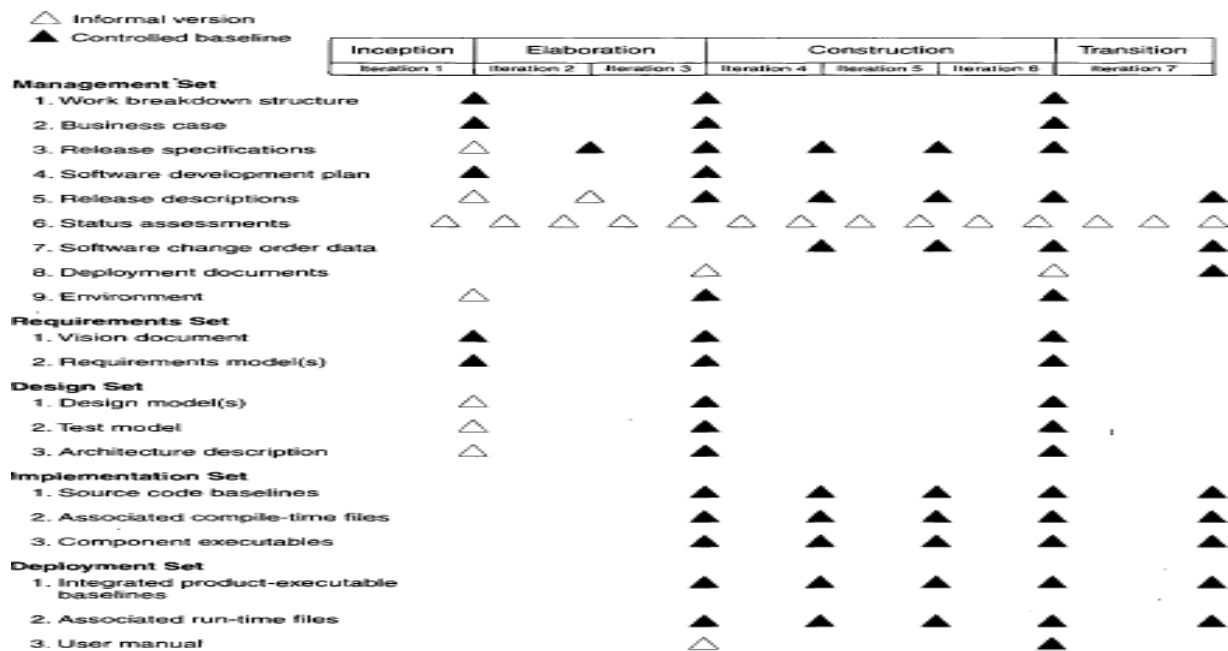 Informal version
Controlled baseline
Inception Elaboration Construction Transition
Iteration 1 Iteration 2 Iteration 3 Iteration 4 Iteration 5 Iteration 6 Iteration 7
Management Set
1. Work breakdown structure
2. Business case
3. Release specifications
4. Software development plan
5. Release descriptions
6. Status assessments
7. Software change order data
8. Deployment documents
9. Environment
Requirements Set
1. Vision document
2. Requirements model(s)
Design Set
1. Design model(s)
2. Test model
3. Architecture description
Implementation Set
1. Source code baselines
2. Associated compile-time files
3. Component executables
Deployment Set
1. Integrated product-executable
baselines
2. Associated run-time files
3. User manual